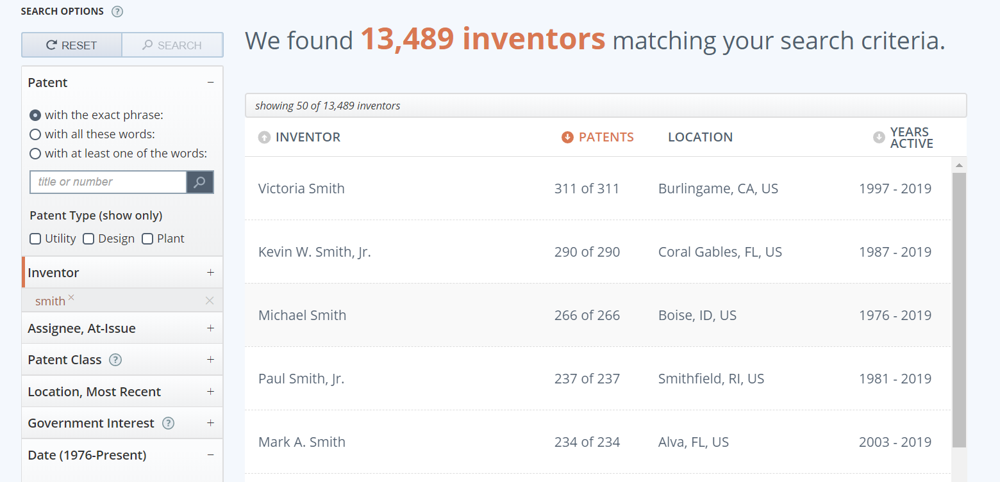 SEARCH OPTIONS ?
RESET SEARCH
Patent −
with the exact phrase:
with all these words:
with at least one of the words:
title or number
Patent Type (show only)
Utility Design Plant
Inventor +
smith × ×
Assignee, At-Issue +
Patent Class ? +
Location, Most Recent +
Government Interest ? +
Date (1976-Present) −
We found 13,489 inventors matching your search criteria.
showing 50 of 13,489 inventors
INVENTOR PATENTS LOCATION YEARS
ACTIVE
Victoria Smith 311 of 311 Burlingame, CA, US 1997 - 2019
Kevin W. Smith, Jr. 290 of 290 Coral Gables, FL, US 1987 - 2019
Michael Smith 266 of 266 Boise, ID, US 1976 - 2019
Paul Smith, Jr. 237 of 237 Smithfield, RI, US 1981 - 2019
Mark A. Smith 234 of 234 Alva, FL, US 2003 - 2019